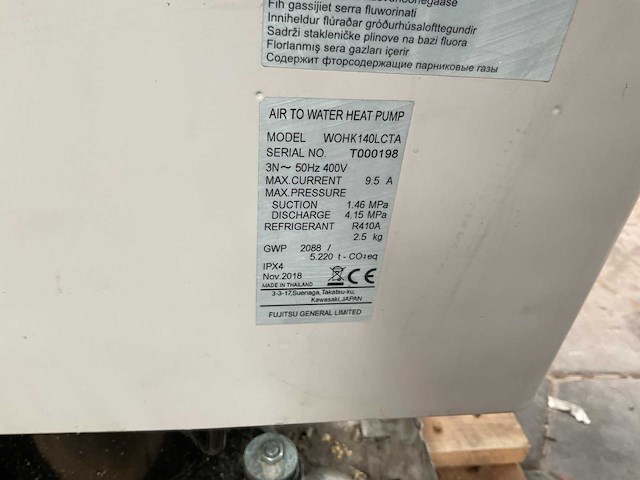 Fih gassijiet serra fluworinati
Inniheldur flúraðar gróðurhúsalofttegundir
Sadrži stakleničke plinove na bazi fluora
Florlanmış sera gazları içerir
Содержит фторсодержащие парниковые газы
AIR TO WATER HEAT PUMP
MODEL WOHK140LCTA
SERIAL NO. T000198
3N~ 50Hz 400V
MAX.CURRENT 9.5 A
MAX.PRESSURE
SUCTION 1.46 MPa
DISCHARGE 4.15 MPa
REFRIGERANT R410A
2.5 kg
GWP 2088 /
5.220 t - CO2eq
IPX4
Nov.2018 CE
MADE IN THAILAND
3-3-17,Suenaga,Takatsu-ku,
Kawasaki,JAPAN
FUJITSU GENERAL LIMITED